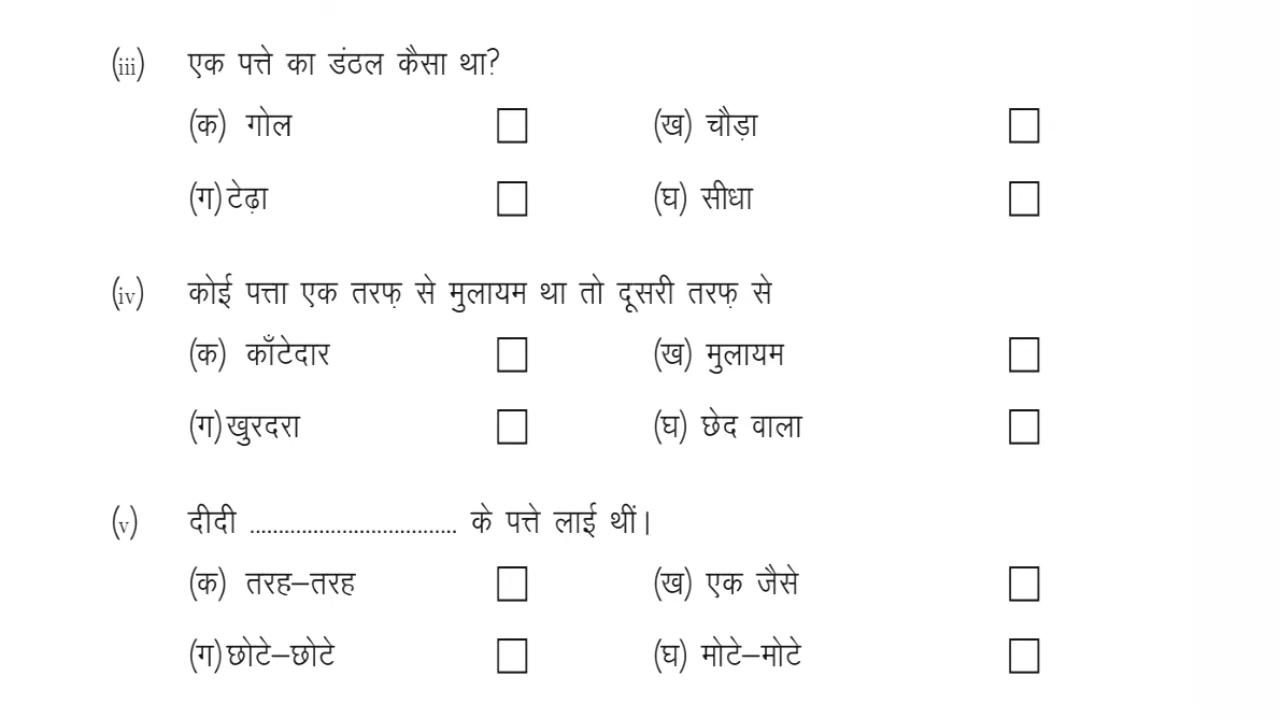 (iii) एक पत्ते का डंठल कैसा था?
(क) गोल (ख) चौड़ा
(ग) टेढ़ा (घ) सीधा
(iv) कोई पत्ता एक तरफ़ से मुलायम था तो दूसरी तरफ़ से
(क) काँटेदार (ख) मुलायम
(ग) खुरदरा (घ) छेद वाला
(v) दीदी .................................... के पत्ते लाई थीं।
(क) तरह–तरह (ख) एक जैसे
(ग) छोटे–छोटे (घ) मोटे–मोटे